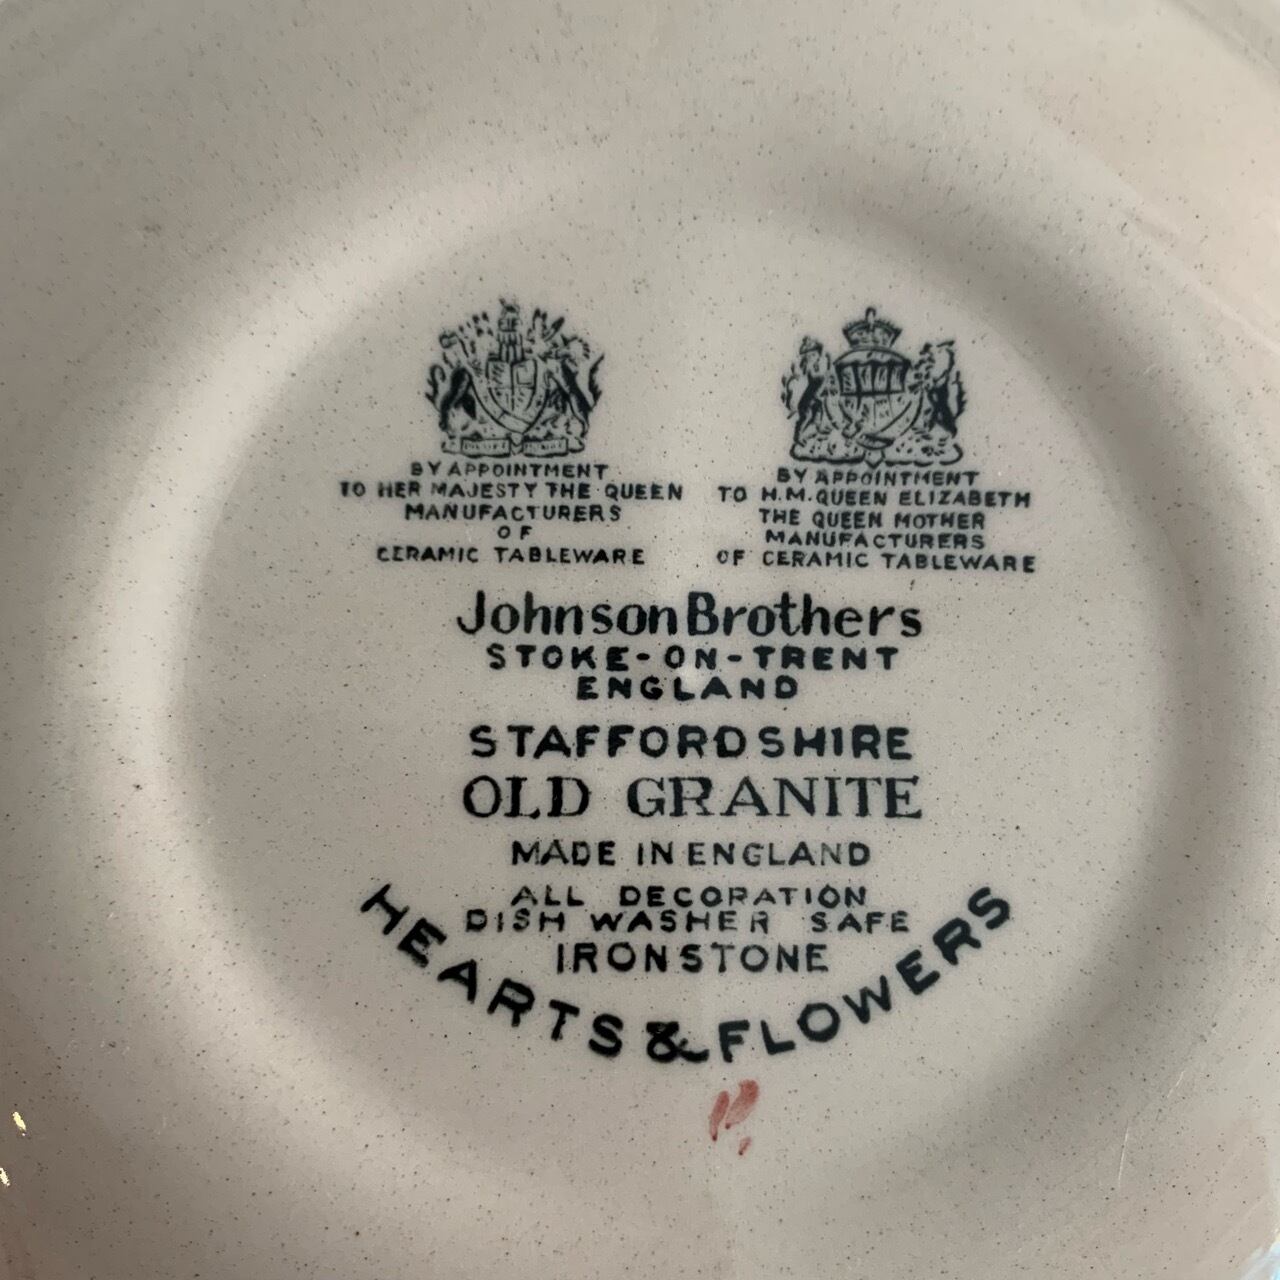 BY APPOINTMENT
TO HER MAJESTY THE QUEEN
MANUFACTURERS
OF
CERAMIC TABLEWARE
BY APPOINTMENT
TO H.M. QUEEN ELIZABETH
THE QUEEN MOTHER
MANUFACTURERS
OF CERAMIC TABLEWARE
Johnson Brothers
STOKE-ON-TRENT
ENGLAND
STAFFORDSHIRE
OLD GRANITE
MADE IN ENGLAND
ALL DECORATION
DISH WASHER SAFE
IRONSTONE
HEARTS & FLOWERS